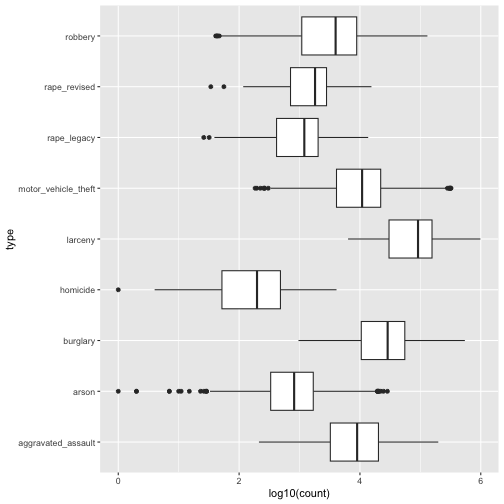 robbery
rape_revised
rape_legacy
motor_vehicle_theft
larceny
homicide
burglary
arson
aggravated_assault
type
0 2 4 6
log10(count)